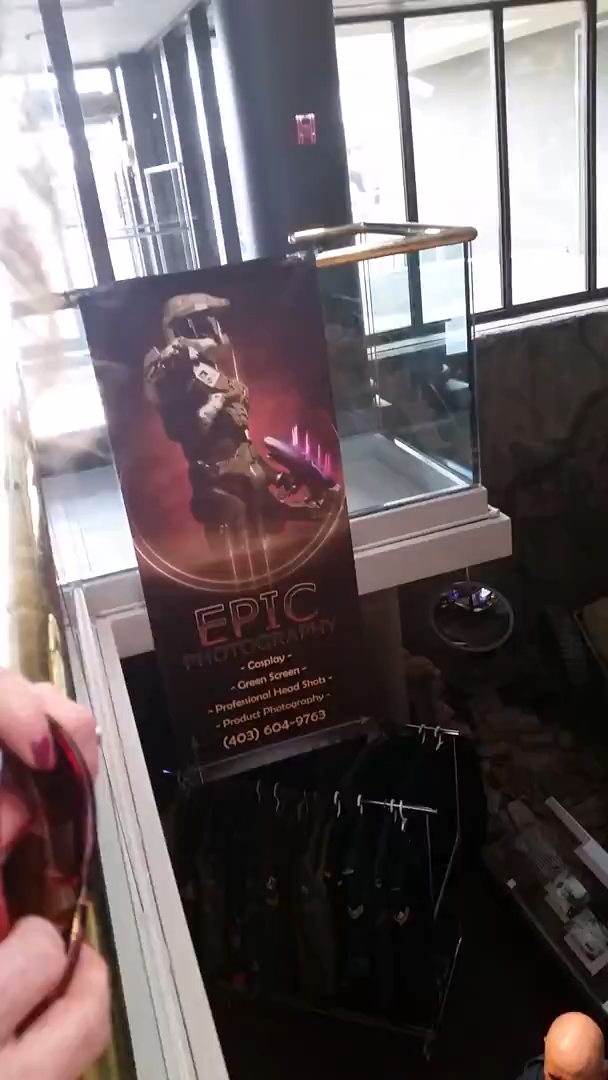 EPIC
PHOTOGRAPHY
- Cosplay -
- Green Screen -
- Professional Head Shots -
- Product Photography -
(403) 604-9763